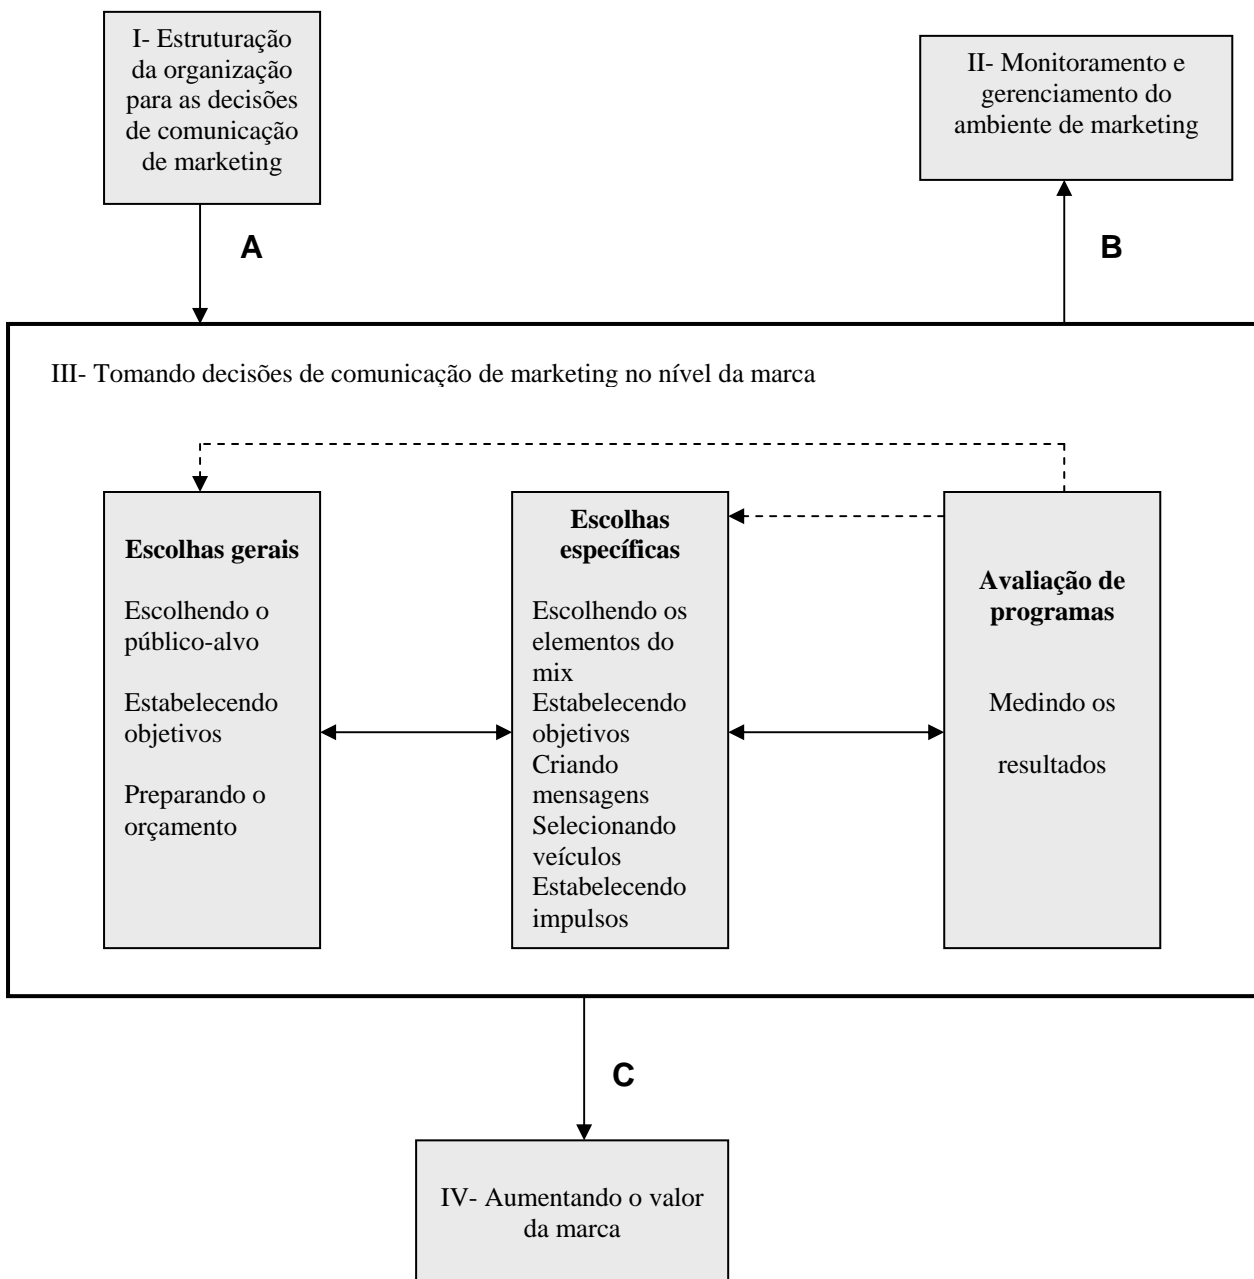 I- Estruturação
da organização
para as decisões
de comunicação
de marketing
II- Monitoramento e
gerenciamento do
ambiente de marketing
A
B
III- Tomando decisões de comunicação de marketing no nível da marca
Escolhas gerais
Escolhendo o
público-alvo
Estabelecendo
objetivos
Preparando o
orçamento
Escolhas
específicas
Escolhendo os
elementos do
mix
Estabelecendo
objetivos
Criando
mensagens
Selecionando
veículos
Estabelecendo
impulsos
Avaliação de
programas
Medindo os
resultados
C
IV- Aumentando o valor
da marca